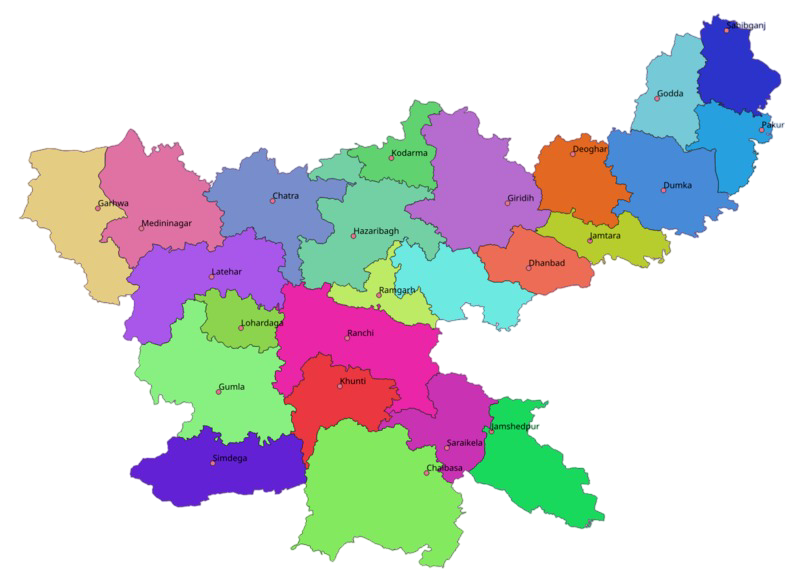 Sahibganj
Godda
Pakur
Kodarma
Deoghar
Dumka
Chatra
Giridih
Garhwa
Medininagar
Hazaribagh
Jamtara
Dhanbad
Latehar
Ramgarh
Lohardaga
Ranchi
Khunti
Gumla
Jamshedpur
Saraikela
Simdega
Chaibasa